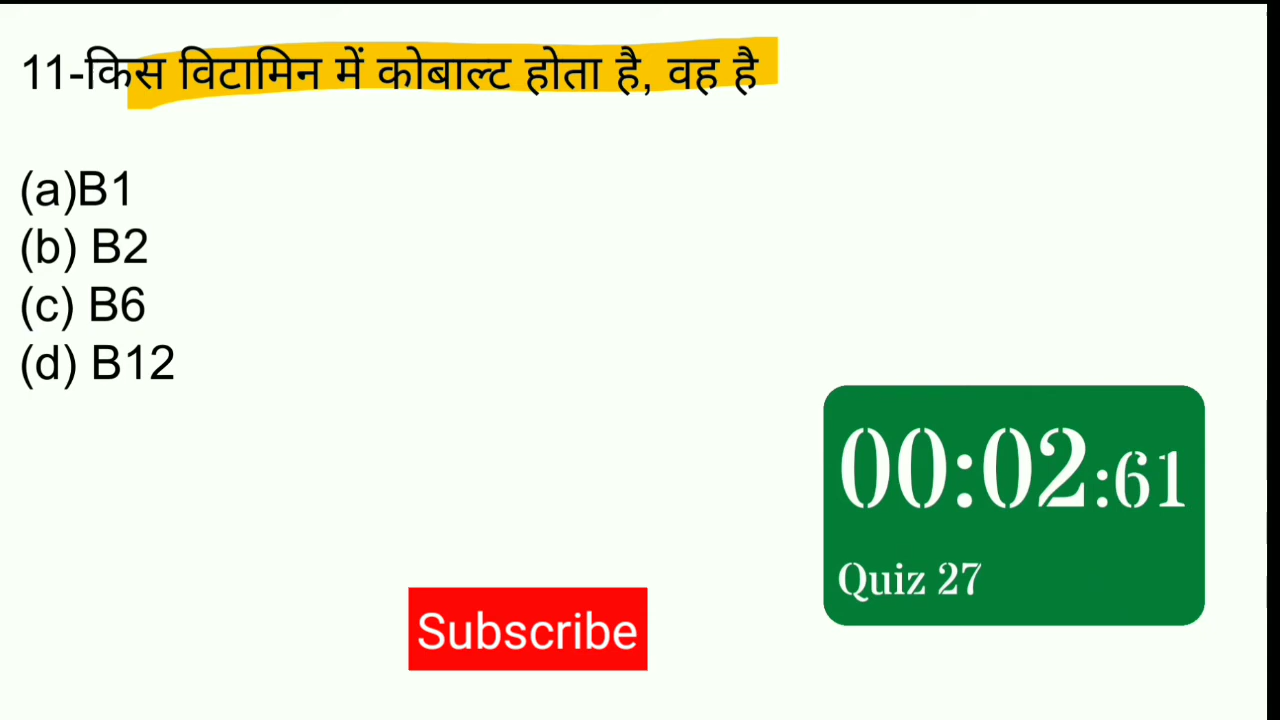 11-किस विटामिन में कोबाल्ट होता है, वह है
(a)B1
(b) B2
(c) B6
(d) B12
00:02:61
Quiz 27
Subscribe